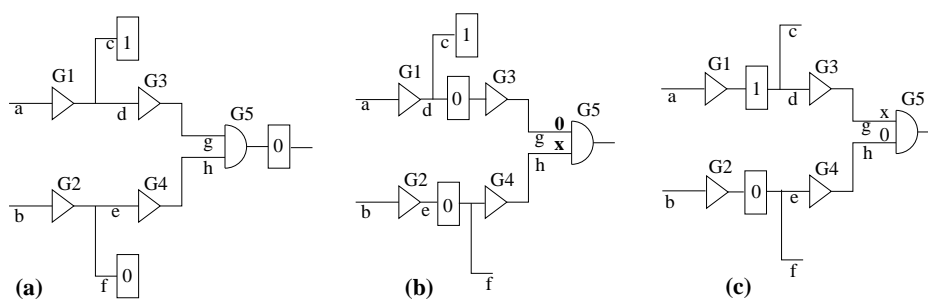 c 1
G1 G3
a d
G5
g 0
h
G2 G4
b e
f 0
(a)
c 1
G1 G3
a d 0
G5
0
g x
h
G2 G4
b e 0
f
(b)
c
G1 G3
a 1 d
G5
x
g 0
h
G2 G4
b 0 e
f
(c)